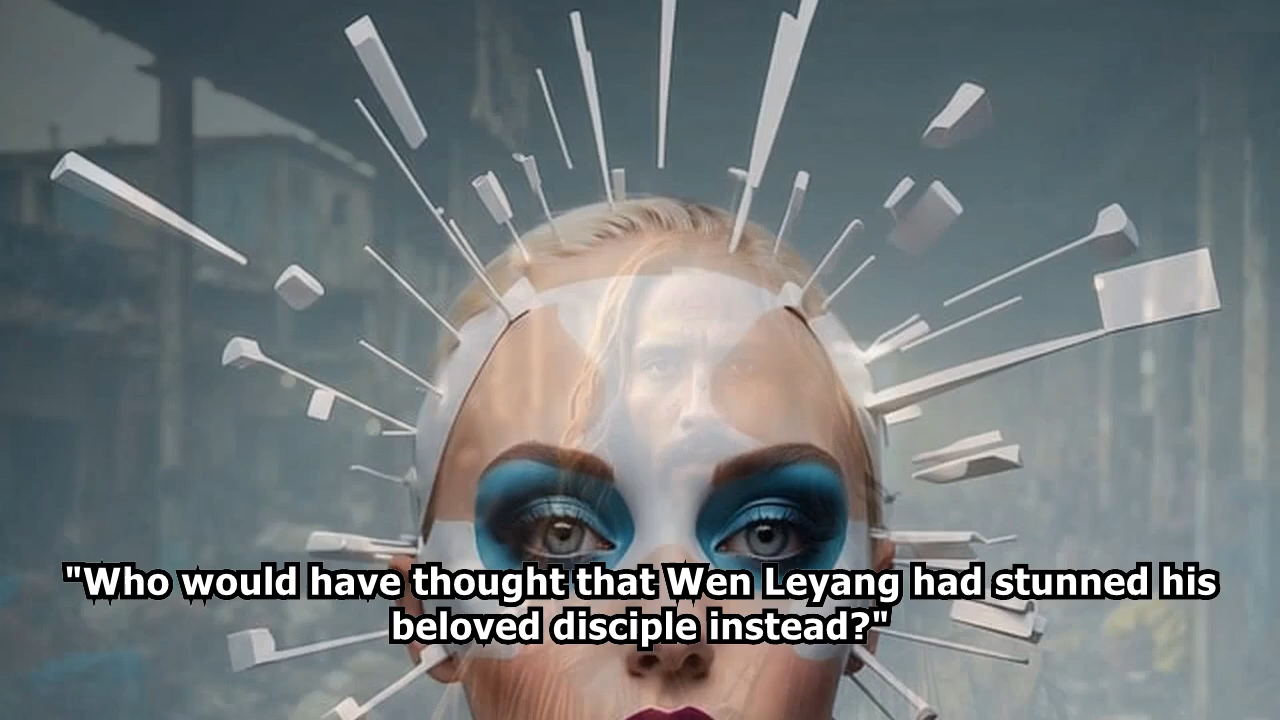 "Who would have thought that Wen Leyang had stunned his
beloved disciple instead?"